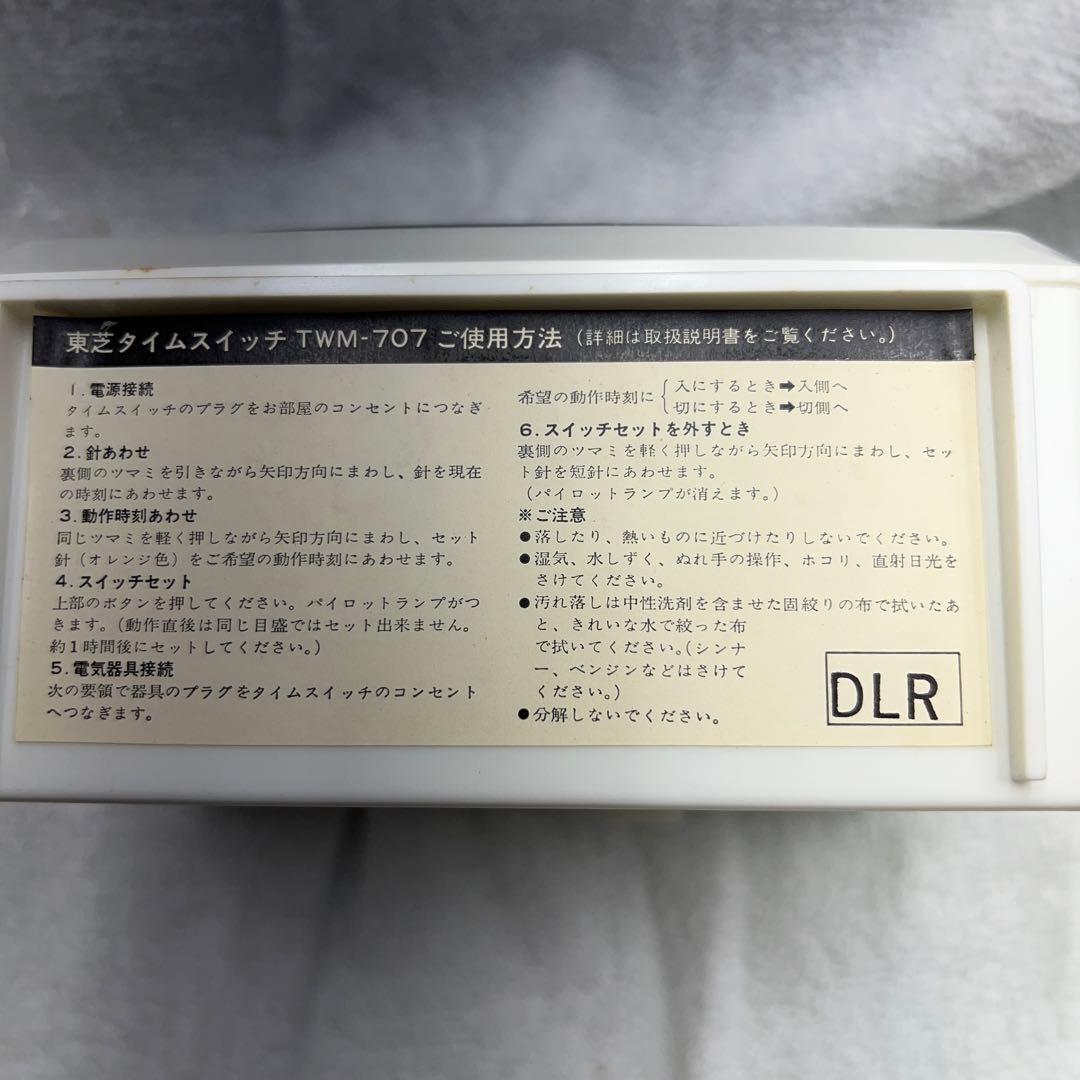 東芝タイムスイッチ TWM-707 ご使用方法 (詳細は取扱説明書をご覧ください。)
1. 電源接続
タイムスイッチのプラグをお部屋のコンセントにつなぎ
ます。
2. 針あわせ
裏側のツマミを引きながら矢印方向にまわし、針を現在
の時刻にあわせます。
3. 動作時刻あわせ
同じツマミを軽く押しながら矢印方向にまわし、セット
針(オレンジ色)をご希望の動作時刻にあわせます。
4. スイッチセット
上部のボタンを押してください。パイロットランプがつ
きます。(動作直後は同じ目盛ではセット出来ません。
約1時間後にセットしてください。)
5. 電気器具接続
次の要領で器具のプラグをタイムスイッチのコンセント
へつなぎます。
希望の動作時刻に{入にするとき➡入側へ
切にするとき➡切側へ
6. スイッチセットを外すとき
裏側のツマミを軽く押しながら矢印方向にまわし、セッ
ト針を短針にあわせます。
(パイロットランプが消えます。)
※ご注意
●落したり、熱いものに近づけたりしないでください。
●湿気、水しずく、ぬれ手の操作、ホコリ、直射日光を
さけてください。
●汚れ落しは中性洗剤を含ませた固絞りの布で拭いたあ
と、きれいな水で絞った布
で拭いてください。(シンナ
ー、ベンジンなどはさけて
ください。)
●分解しないでください。
DLR